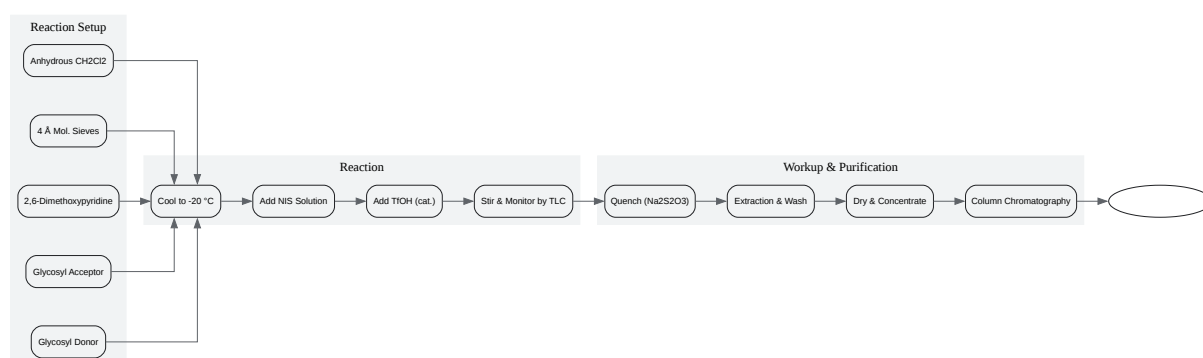 Reaction Setup
Anhydrous CH2Cl2
4 Å Mol. Sieves
2,6-Dimethoxypyridine
Glycosyl Acceptor
Glycosyl Donor
Reaction
Cool to -20 °C
Add NIS Solution
Add TfOH (cat.)
Stir & Monitor by TLC
Workup & Purification
Quench (Na2S2O3)
Extraction & Wash
Dry & Concentrate
Column Chromatography